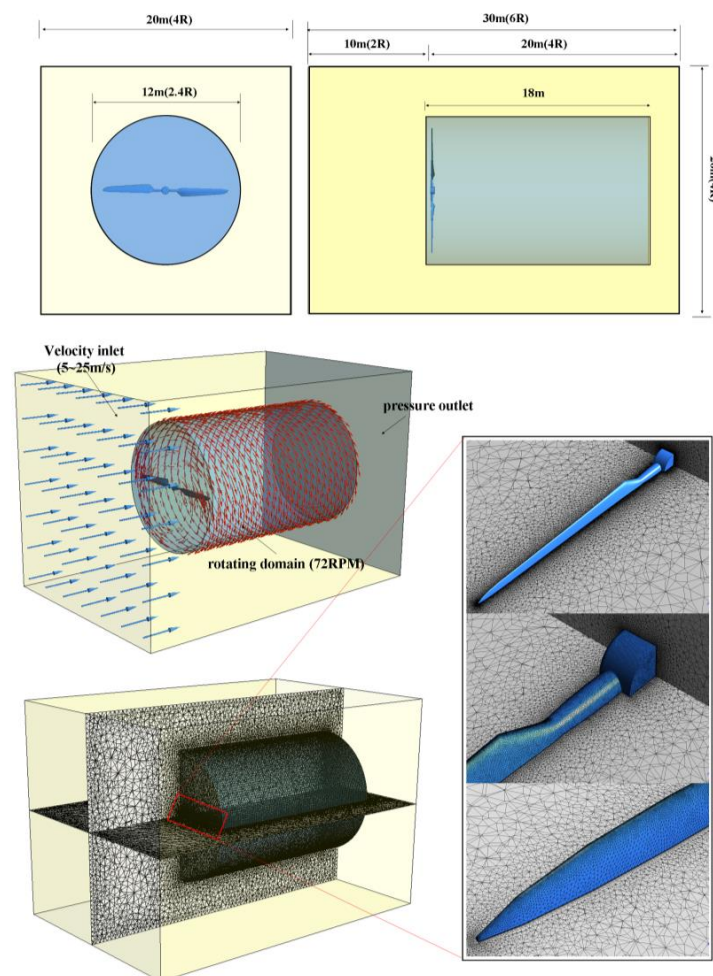 20m(4R)
30m(6R)
10m(2R)
20m(4R)
12m(2.4R)
18m
Velocity inlet
(5~25m/s)
pressure outlet
rotating domain (72RPM)